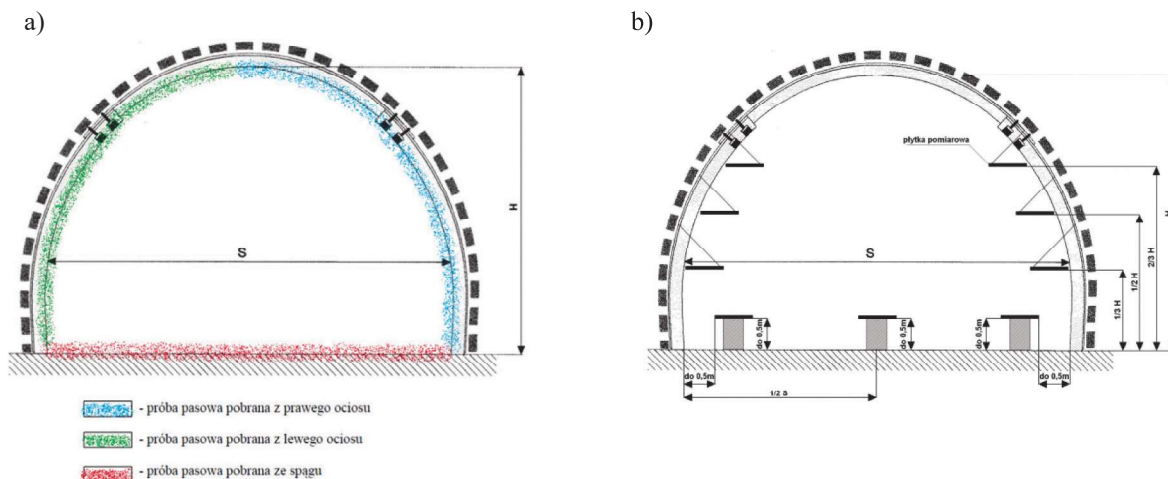 a)
H
S
- próba pasowa pobrana z prawego ociosu
- próba pasowa pobrana z lewego ociosu
- próba pasowa pobrana ze spągu
b)
płytka pomiarowa
H
2/3 H
1/2 H
1/3 H
S
do 0,5m
do 0,5m
do 0,5m
do 0,5m
do 0,5m
1/2 S